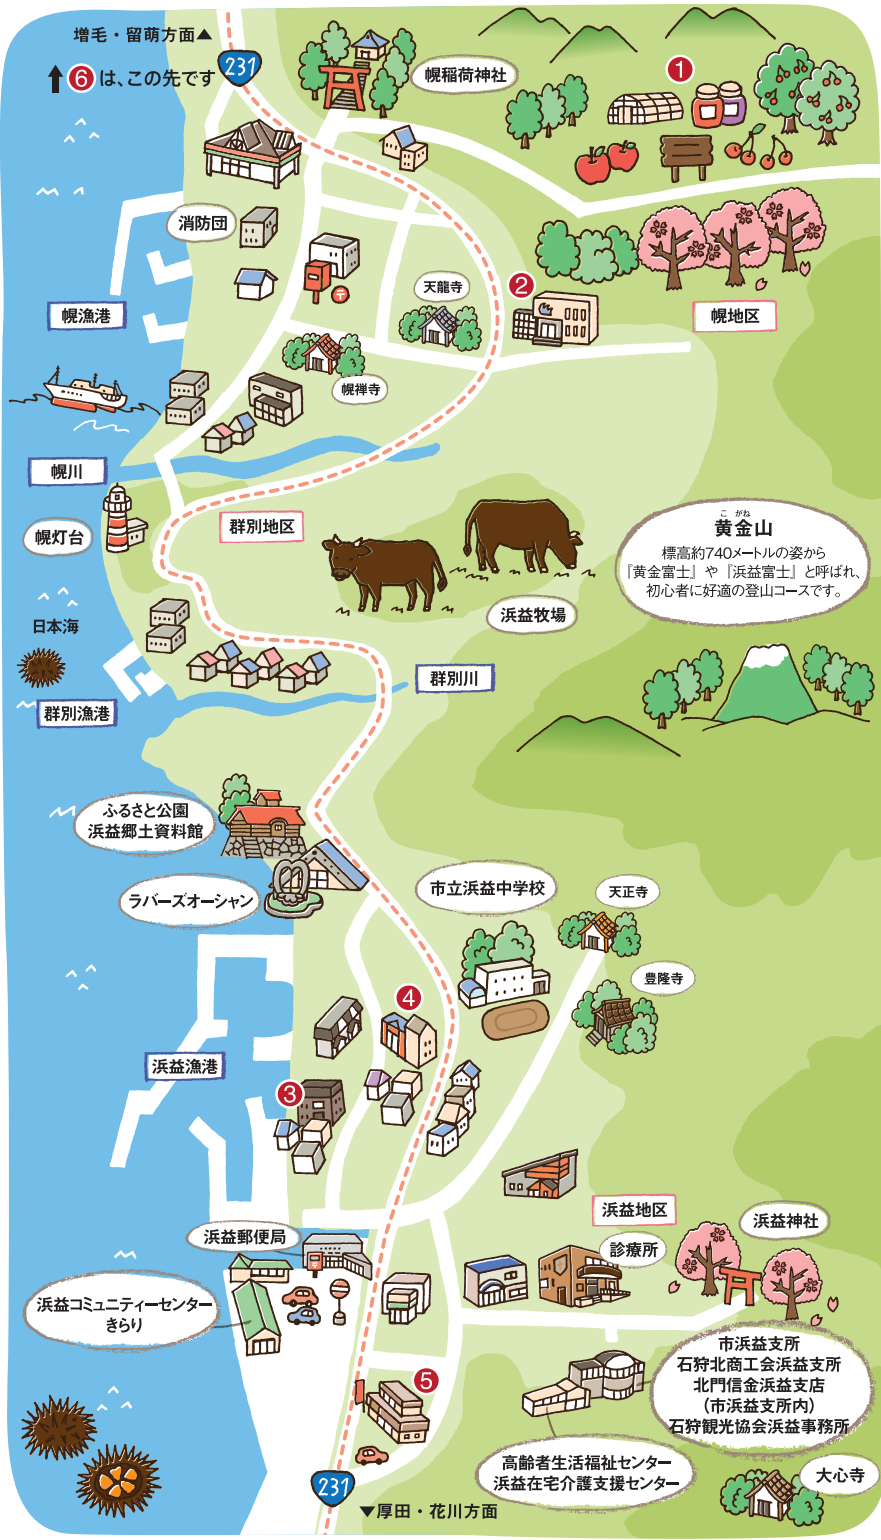 増毛・留萌方面▲
↑❻は、この先です
231
幌稲荷神社
❶
消防団
幌漁港
天龍寺
❷
幌地区
〒
幌禅寺
幌川
幌灯台
群別地区
こがね
黄金山
標高約740メートルの姿から
『黄金富士』や『浜益富士』と呼ばれ、
初心者に好適の登山コースです。
浜益牧場
日本海
群別川
群別漁港
ふるさと公園
浜益郷土資料館
ラバーズオーシャン
市立浜益中学校
天正寺
豊隆寺
❹
浜益漁港
❸
浜益地区
浜益神社
浜益郵便局
〒
診療所
浜益コミュニティーセンター
きらり
市浜益支所
石狩北商工会浜益支所
北門信金浜益支店
（市浜益支所内）
石狩観光協会浜益事務所
❺
高齢者生活福祉センター
浜益在宅介護支援センター
大心寺
231
▼厚田・花川方面